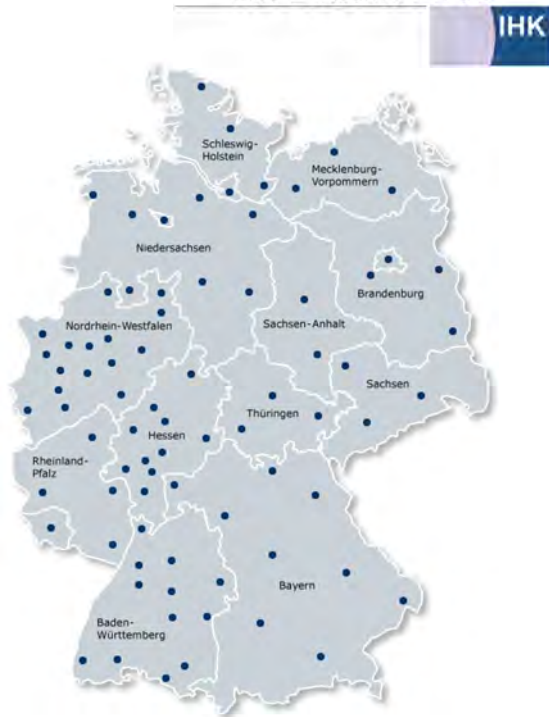 IHK
Schleswig-
Holstein
Mecklenburg-
Vorpommern
Niedersachsen
Brandenburg
Nordrhein-Westfalen
Sachsen-Anhalt
Sachsen
Thüringen
Hessen
Rheinland-
Pfalz
Bayern
Baden-
Württemberg